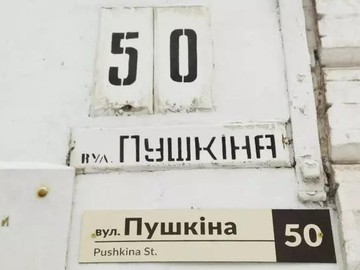 50
вул. ПУШКІНА
вул. Пушкіна 50
Pushkina St.
и